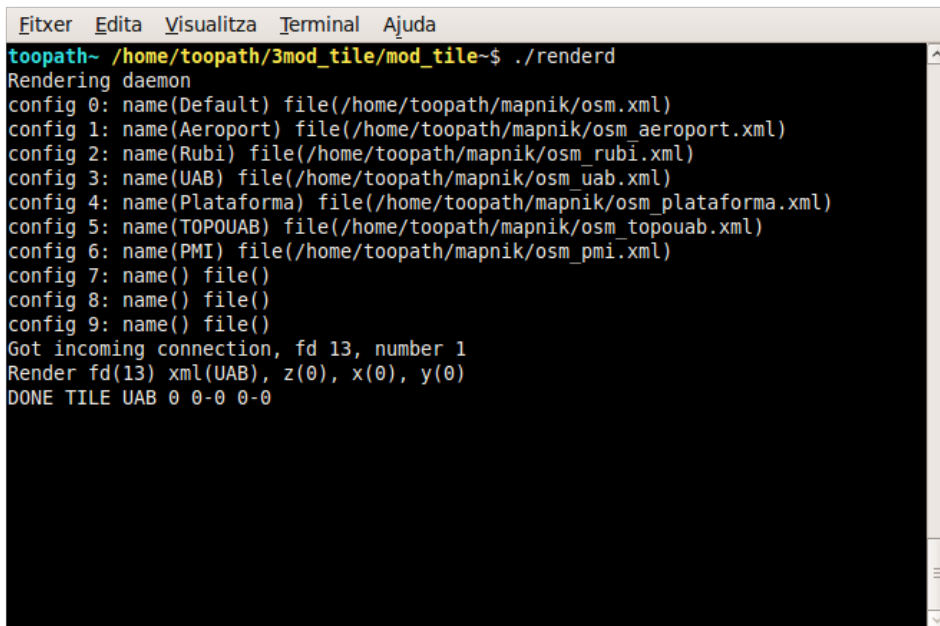 Fitxer Edita Visualitza Terminal Ajuda
toopath~ /home/toopath/3mod_tile/mod_tile~$ ./renderd
Rendering daemon
config 0: name(Default) file(/home/toopath/mapnik/osm.xml)
config 1: name(Aeroport) file(/home/toopath/mapnik/osm_aeroport.xml)
config 2: name(Rubi) file(/home/toopath/mapnik/osm_rubi.xml)
config 3: name(UAB) file(/home/toopath/mapnik/osm_uab.xml)
config 4: name(Plataforma) file(/home/toopath/mapnik/osm_plataforma.xml)
config 5: name(TOPOUAB) file(/home/toopath/mapnik/osm_topouab.xml)
config 6: name(PMI) file(/home/toopath/mapnik/osm_pmi.xml)
config 7: name() file()
config 8: name() file()
config 9: name() file()
Got incoming connection, fd 13, number 1
Render fd(13) xml(UAB), z(0), x(0), y(0)
DONE TILE UAB 0 0-0 0-0